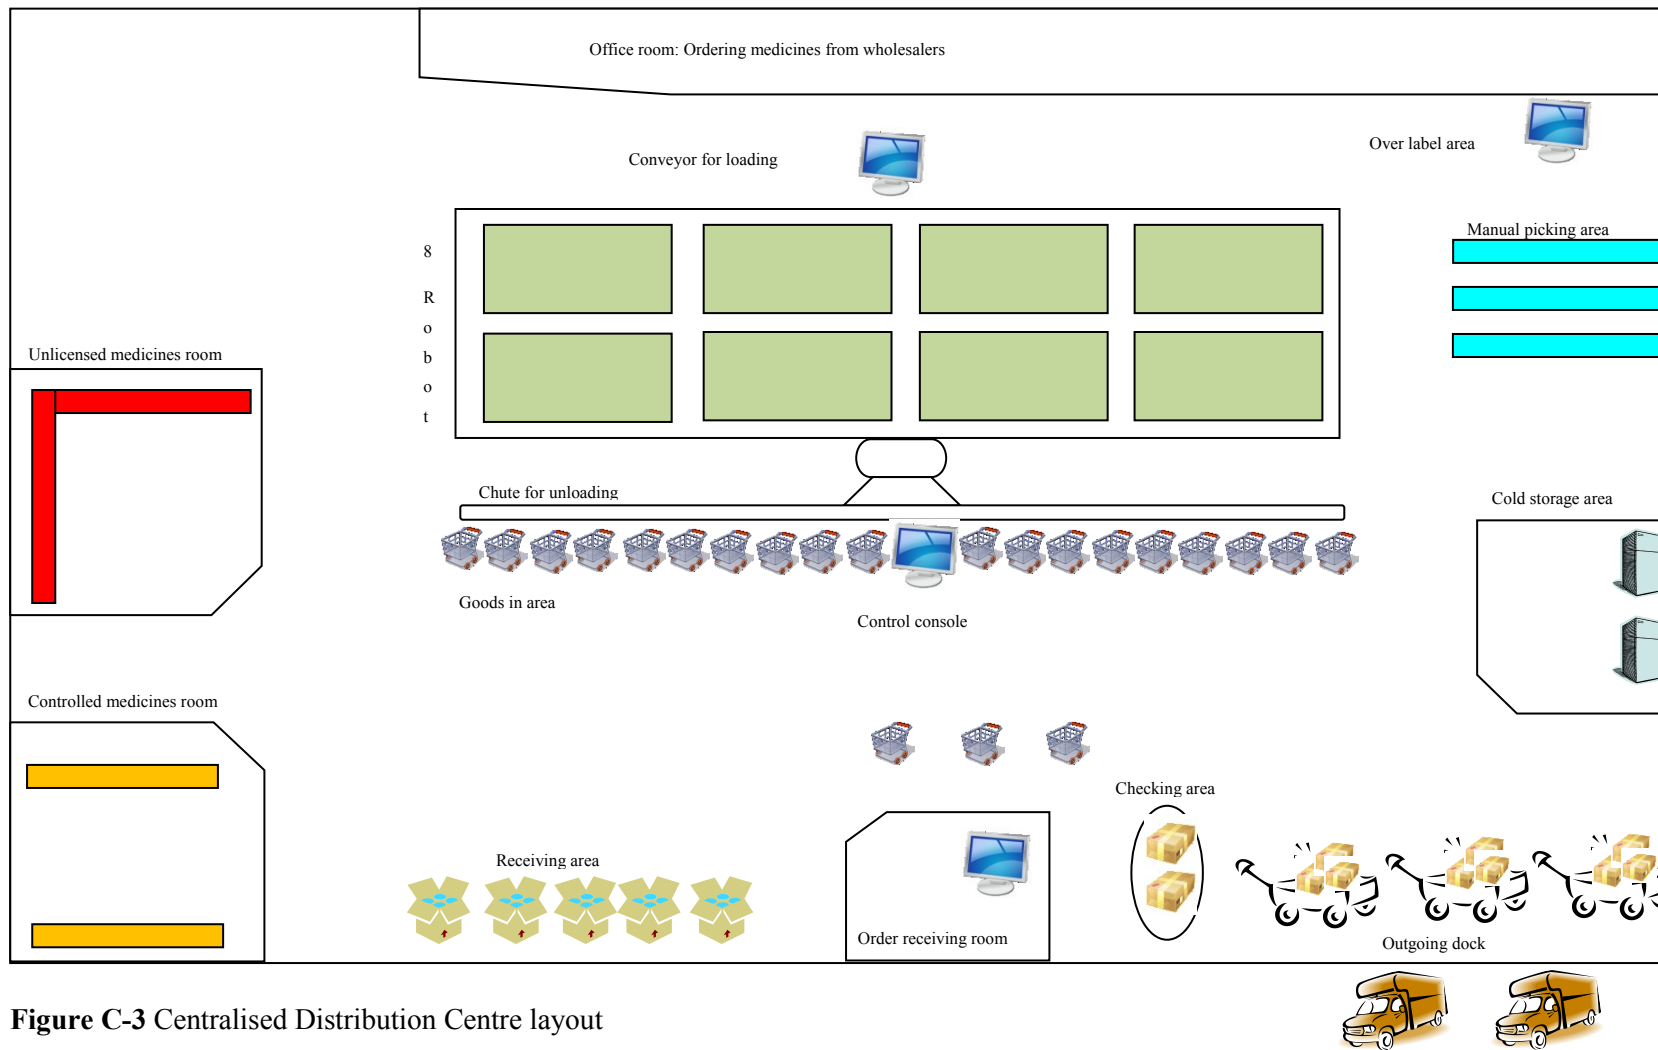 Office room: Ordering medicines from wholesalers
Over label area
Conveyor for loading
Manual picking area
8
R
o
b
o
t
Unlicensed medicines room
Chute for unloading
Cold storage area
Goods in area
Control console
Controlled medicines room
Checking area
Receiving area
Order receiving room
Outgoing dock
Figure C-3 Centralised Distribution Centre layout